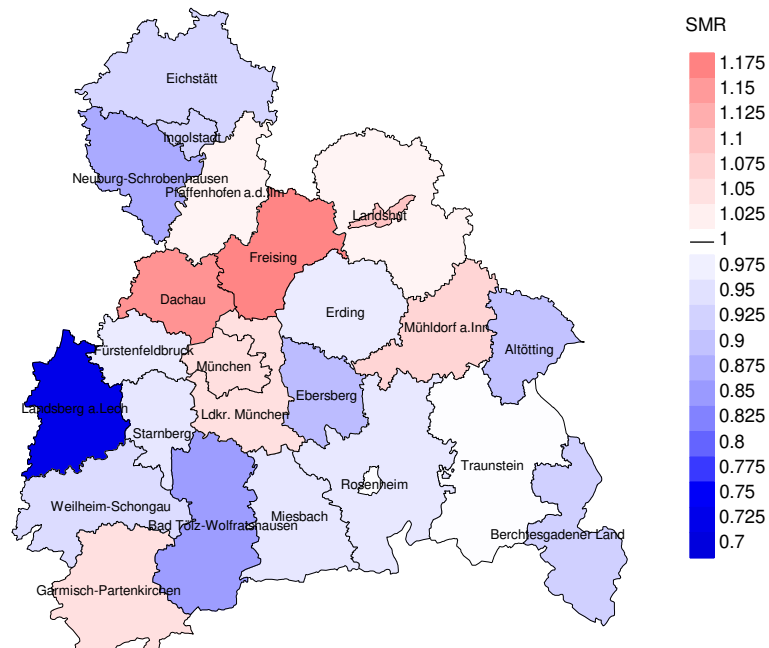 SMR
1.175
1.15
1.125
1.1
1.075
1.05
1.025
1
0.975
0.95
0.925
0.9
0.875
0.85
0.825
0.8
0.775
0.75
0.725
0.7
Eichstätt
Ingolstadt
Neuburg-Schrobenhausen
Pfaffenhofen a.d.Ilm
Landshut
Freising
Dachau
Erding
Mühldorf a.Inn
Altötting
Fürstenfeldbruck
München
Ebersberg
Landsberg a.Lech
Ldkr. München
Starnberg
Traunstein
Rosenheim
Weilheim-Schongau
Miesbach
Bad Tölz-Wolfratshausen
Berchtesgadener Land
Garmisch-Partenkirchen